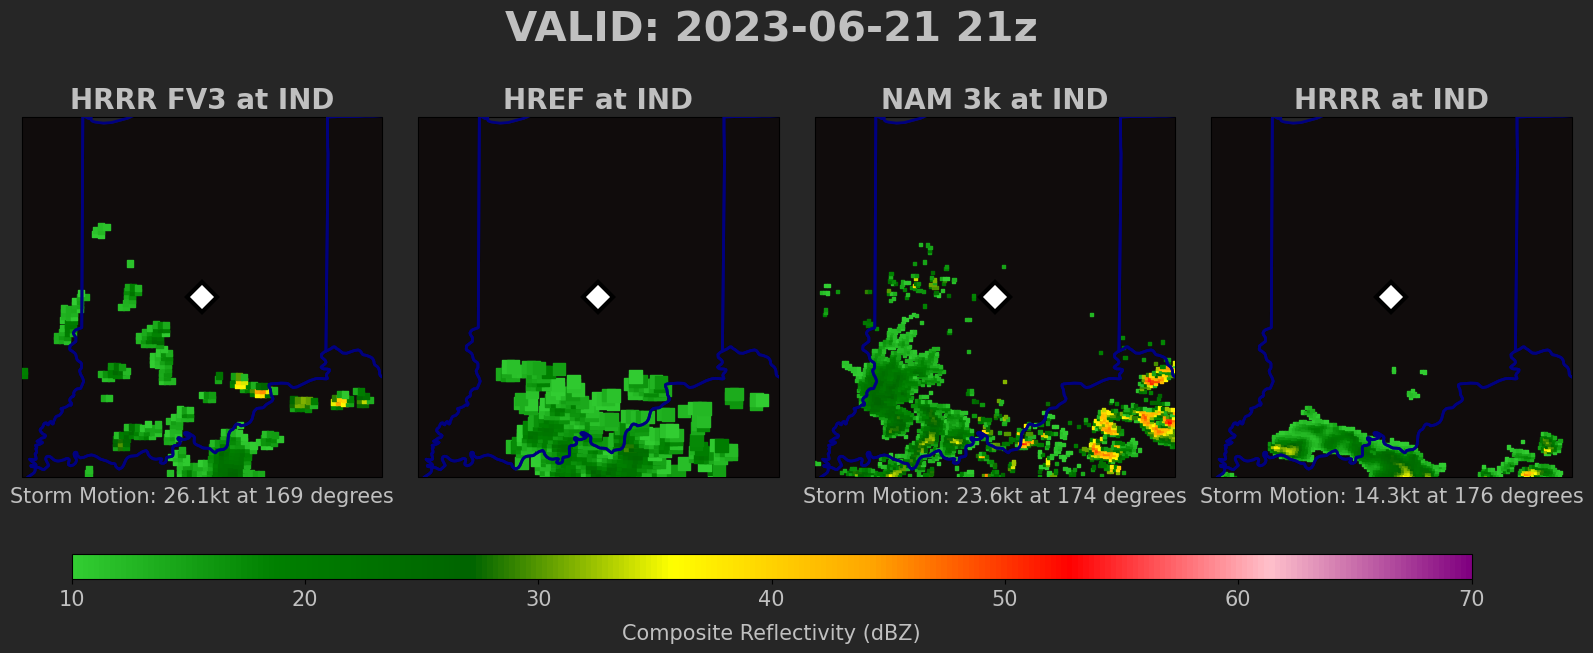 VALID: 2023-06-21 21z
HRRR FV3 at IND
HREF at IND
NAM 3k at IND
HRRR at IND
Storm Motion: 26.1kt at 169 degrees
Storm Motion: 23.6kt at 174 degrees
Storm Motion: 14.3kt at 176 degrees
10 20 30 40 50 60 70
Composite Reflectivity (dBZ)